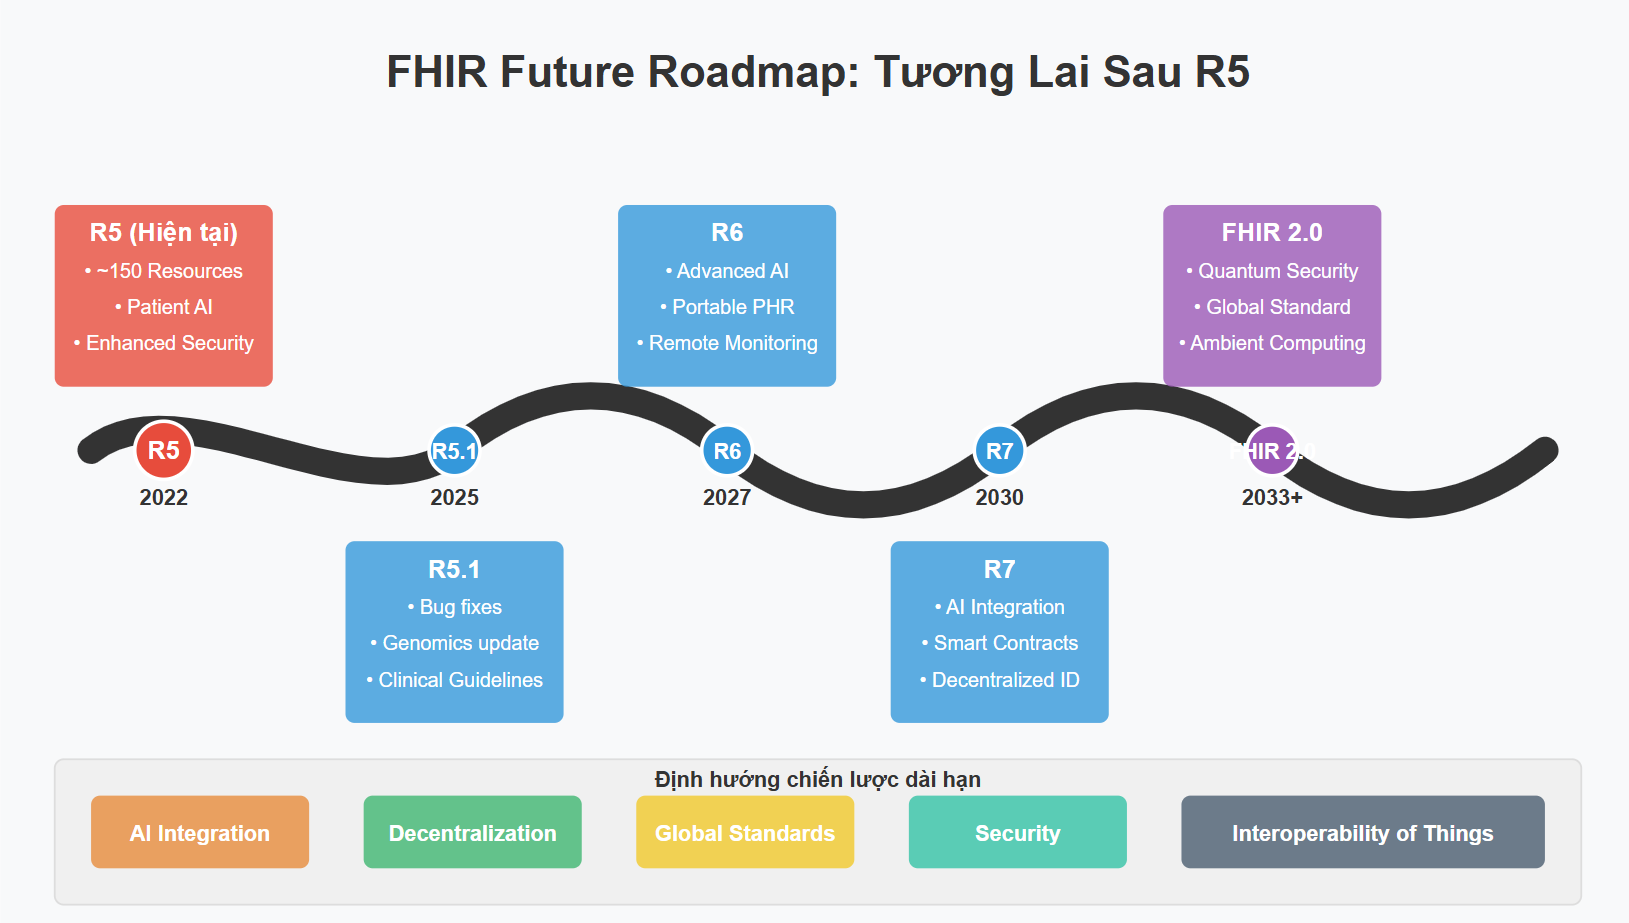 FHIR Future Roadmap: Tương Lai Sau R5
R5 (Hiện tại)
• ~150 Resources
• Patient AI
• Enhanced Security
R6
• Advanced AI
• Portable PHR
• Remote Monitoring
FHIR 2.0
• Quantum Security
• Global Standard
• Ambient Computing
R5
2022
R5.1
2025
R6
2027
R7
2030
FHIR 2.0
2033+
R5.1
• Bug fixes
• Genomics update
• Clinical Guidelines
R7
• AI Integration
• Smart Contracts
• Decentralized ID
Định hướng chiến lược dài hạn
AI Integration
Decentralization
Global Standards
Security
Interoperability of Things